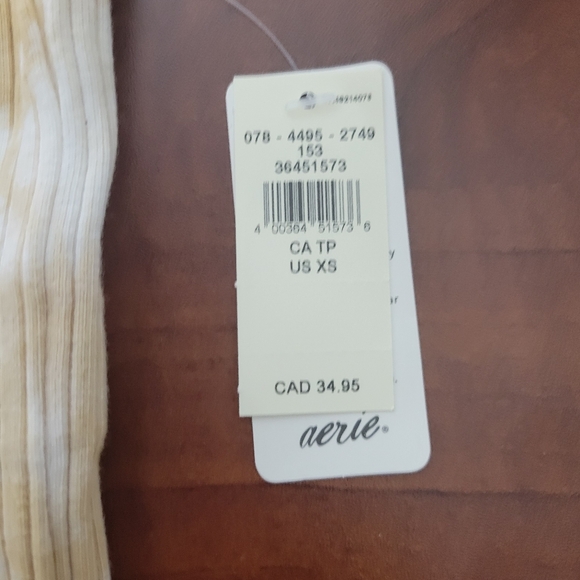 078 - 4495 - 2749
153
36451573
4 00364 51573 6
CA TP
US XS
CAD 34.95
aerie®